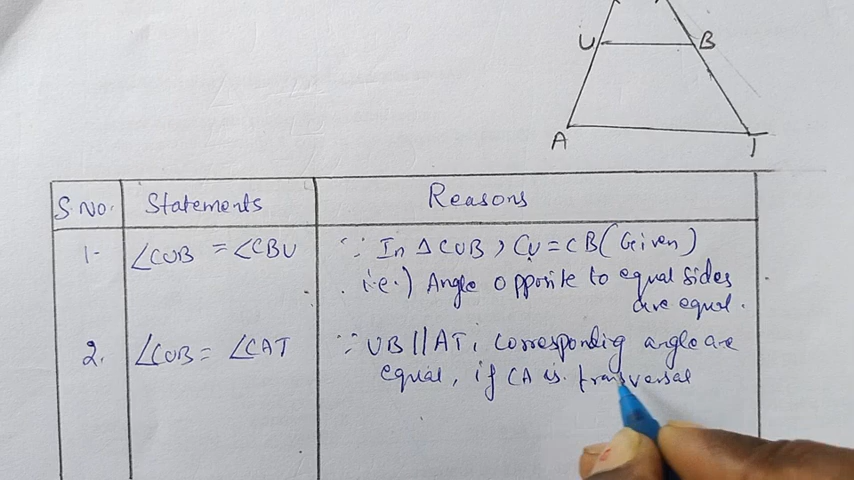 U B
A T
S.No. Statements Reasons
1- ∠CUB = ∠CBU ∵ In ΔCUB, CU = CB (Given)
i.e.) Angle opposite to equal sides
are equal.
2. ∠CUB = ∠CAT ∵ UB || AT, corresponding angle are
equal, if CA is transversal